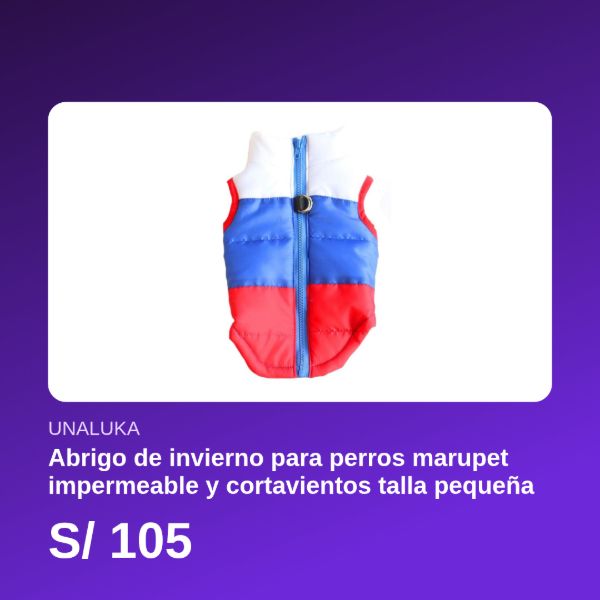 UNALUKA
Abrigo de invierno para perros marupet
impermeable y cortavientos talla pequeña
S/ 105